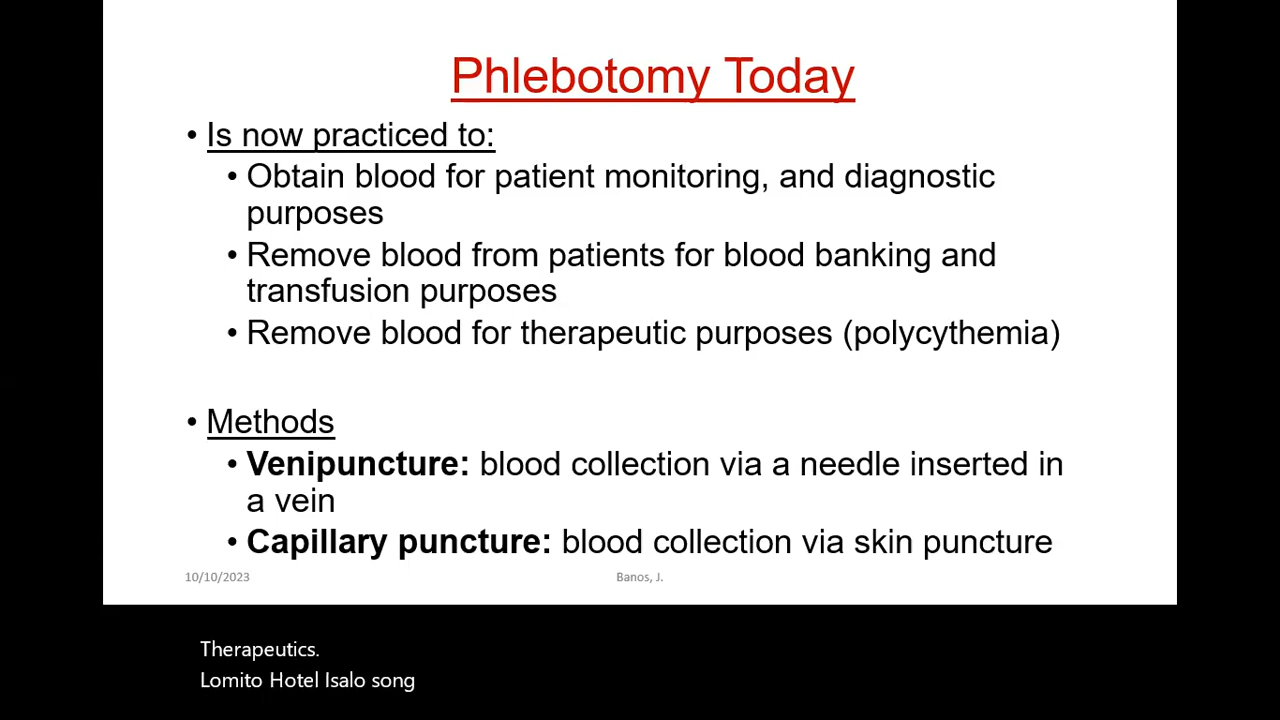 Phlebotomy Today
• Is now practiced to:
• Obtain blood for patient monitoring, and diagnostic
purposes
• Remove blood from patients for blood banking and
transfusion purposes
• Remove blood for therapeutic purposes (polycythemia)
• Methods
• Venipuncture: blood collection via a needle inserted in
a vein
• Capillary puncture: blood collection via skin puncture
10/10/2023
Banos, J.
Therapeutics.
Lomito Hotel Isalo song